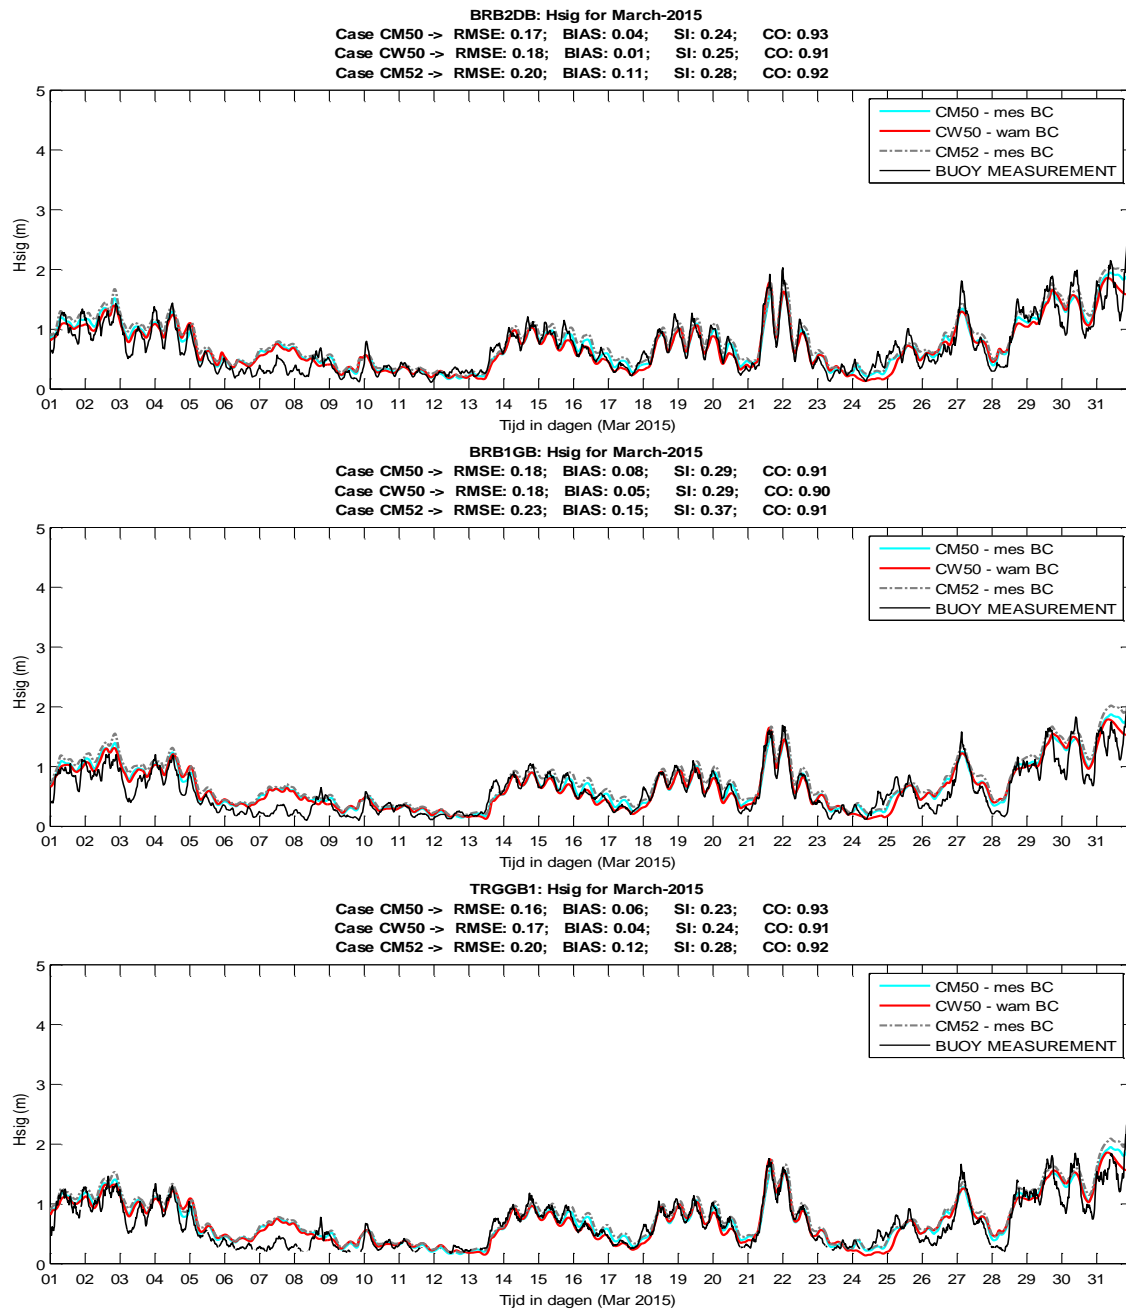 BRB2DB: Hsig for March-2015
Case CM50 -> RMSE: 0.17; BIAS: 0.04; SI: 0.24; CO: 0.93
Case CW50 -> RMSE: 0.18; BIAS: 0.01; SI: 0.25; CO: 0.91
Case CM52 -> RMSE: 0.20; BIAS: 0.11; SI: 0.28; CO: 0.92
5
4
3
2
1
0
Hsig (m)
CM50 - mes BC
CW50 - wam BC
CM52 - mes BC
BUOY MEASUREMENT
01 02 03 04 05 06 07 08 09 10 11 12 13 14 15 16 17 18 19 20 21 22 23 24 25 26 27 28 29 30 31
Tijd in dagen (Mar 2015)
BRB1GB: Hsig for March-2015
Case CM50 -> RMSE: 0.18; BIAS: 0.08; SI: 0.29; CO: 0.91
Case CW50 -> RMSE: 0.18; BIAS: 0.05; SI: 0.29; CO: 0.90
Case CM52 -> RMSE: 0.23; BIAS: 0.15; SI: 0.37; CO: 0.91
5
4
3
2
1
0
Hsig (m)
CM50 - mes BC
CW50 - wam BC
CM52 - mes BC
BUOY MEASUREMENT
01 02 03 04 05 06 07 08 09 10 11 12 13 14 15 16 17 18 19 20 21 22 23 24 25 26 27 28 29 30 31
Tijd in dagen (Mar 2015)
TRGGB1: Hsig for March-2015
Case CM50 -> RMSE: 0.16; BIAS: 0.06; SI: 0.23; CO: 0.93
Case CW50 -> RMSE: 0.17; BIAS: 0.04; SI: 0.24; CO: 0.91
Case CM52 -> RMSE: 0.20; BIAS: 0.12; SI: 0.28; CO: 0.92
5
4
3
2
1
0
Hsig (m)
CM50 - mes BC
CW50 - wam BC
CM52 - mes BC
BUOY MEASUREMENT
01 02 03 04 05 06 07 08 09 10 11 12 13 14 15 16 17 18 19 20 21 22 23 24 25 26 27 28 29 30 31
Tijd in dagen (Mar 2015)